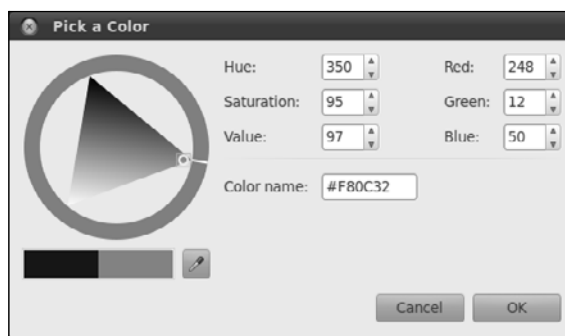 Pick a Color
Hue: 350 Red: 248
Saturation: 95 Green: 12
Value: 97 Blue: 50
Color name: #F80C32
Cancel OK